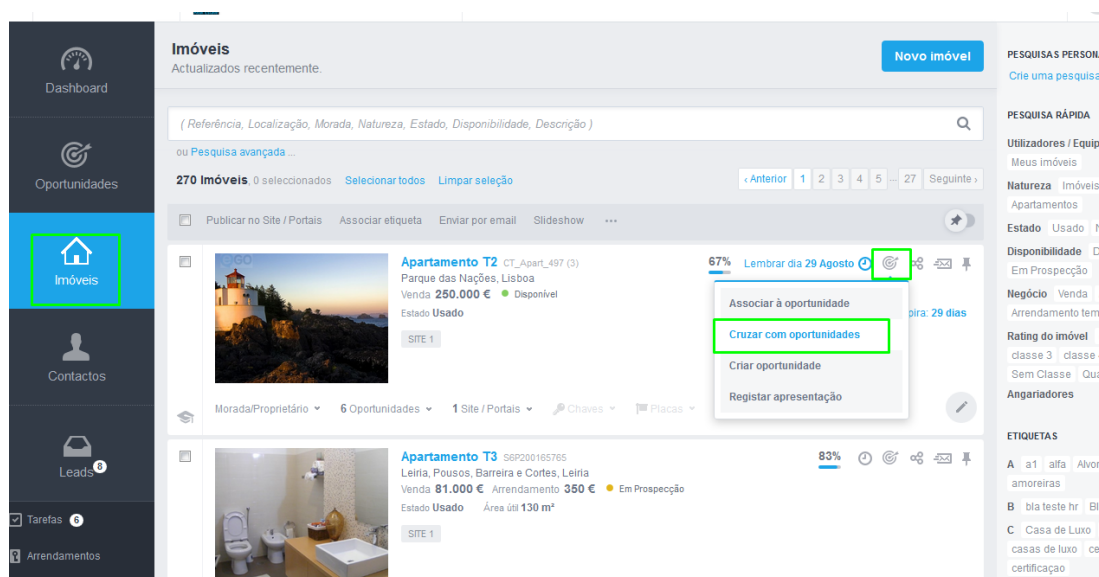 Dashboard
Oportunidades
Imóveis
Contactos
Leads 8
Tarefas 6
Arrendamentos
Imóveis
Actualizados recentemente.
Novo imóvel
( Referência, Localização, Morada, Natureza, Estado, Disponibilidade, Descrição )
ou Pesquisa avançada ...
270 Imóveis, 0 seleccionados Selecionar todos Limpar seleção
‹ Anterior 1 2 3 4 5 ... 27 Seguinte ›
Publicar no Site / Portais Associar etiqueta Enviar por email Slideshow ...
Apartamento T2 CT_Apart_497 (3)
Parque das Nações, Lisboa
Venda 250.000 € Disponível
Estado Usado
SITE 1
67% Lembrar dia 29 Agosto
pira: 29 dias
Associar à oportunidade
Cruzar com oportunidades
Criar oportunidade
Registar apresentação
Morada/Proprietário 6 Oportunidades 1 Site / Portais Chaves Placas
Apartamento T3 S6P200165765
Leiria, Pousos, Barreira e Cortes, Leiria
Venda 81.000 € Arrendamento 350 € Em Prospecção
Estado Usado Área útil 130 m²
SITE 1
83%
PESQUISAS PERSON
Crie uma pesquisa
PESQUISA RÁPIDA
Utilizadores / Equip
Meus imóveis
Natureza Imóveis
Apartamentos
Estado Usado N
Disponibilidade D
Em Prospecção
Negócio Venda
Arrendamento tem
Rating do imóvel
classe 3 classe
Sem Classe Qua
Angariadores
ETIQUETAS
A a1 alfa Alvor
amoreiras
B bla teste hr Bl
C Casa de Luxo
casas de luxo ce
certificaçao